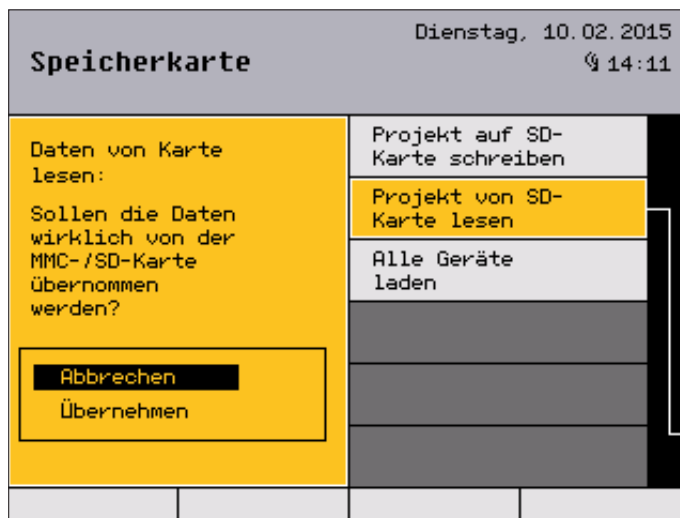 Dienstag, 10.02.2015
Speicherkarte
14:11
Daten von Karte
lesen:
Sollen die Daten
wirklich von der
MMC-/SD-Karte
übernommen
werden?
Abbrechen
Übernehmen
Projekt auf SD-
Karte schreiben
Projekt von SD-
Karte lesen
Alle Geräte
laden